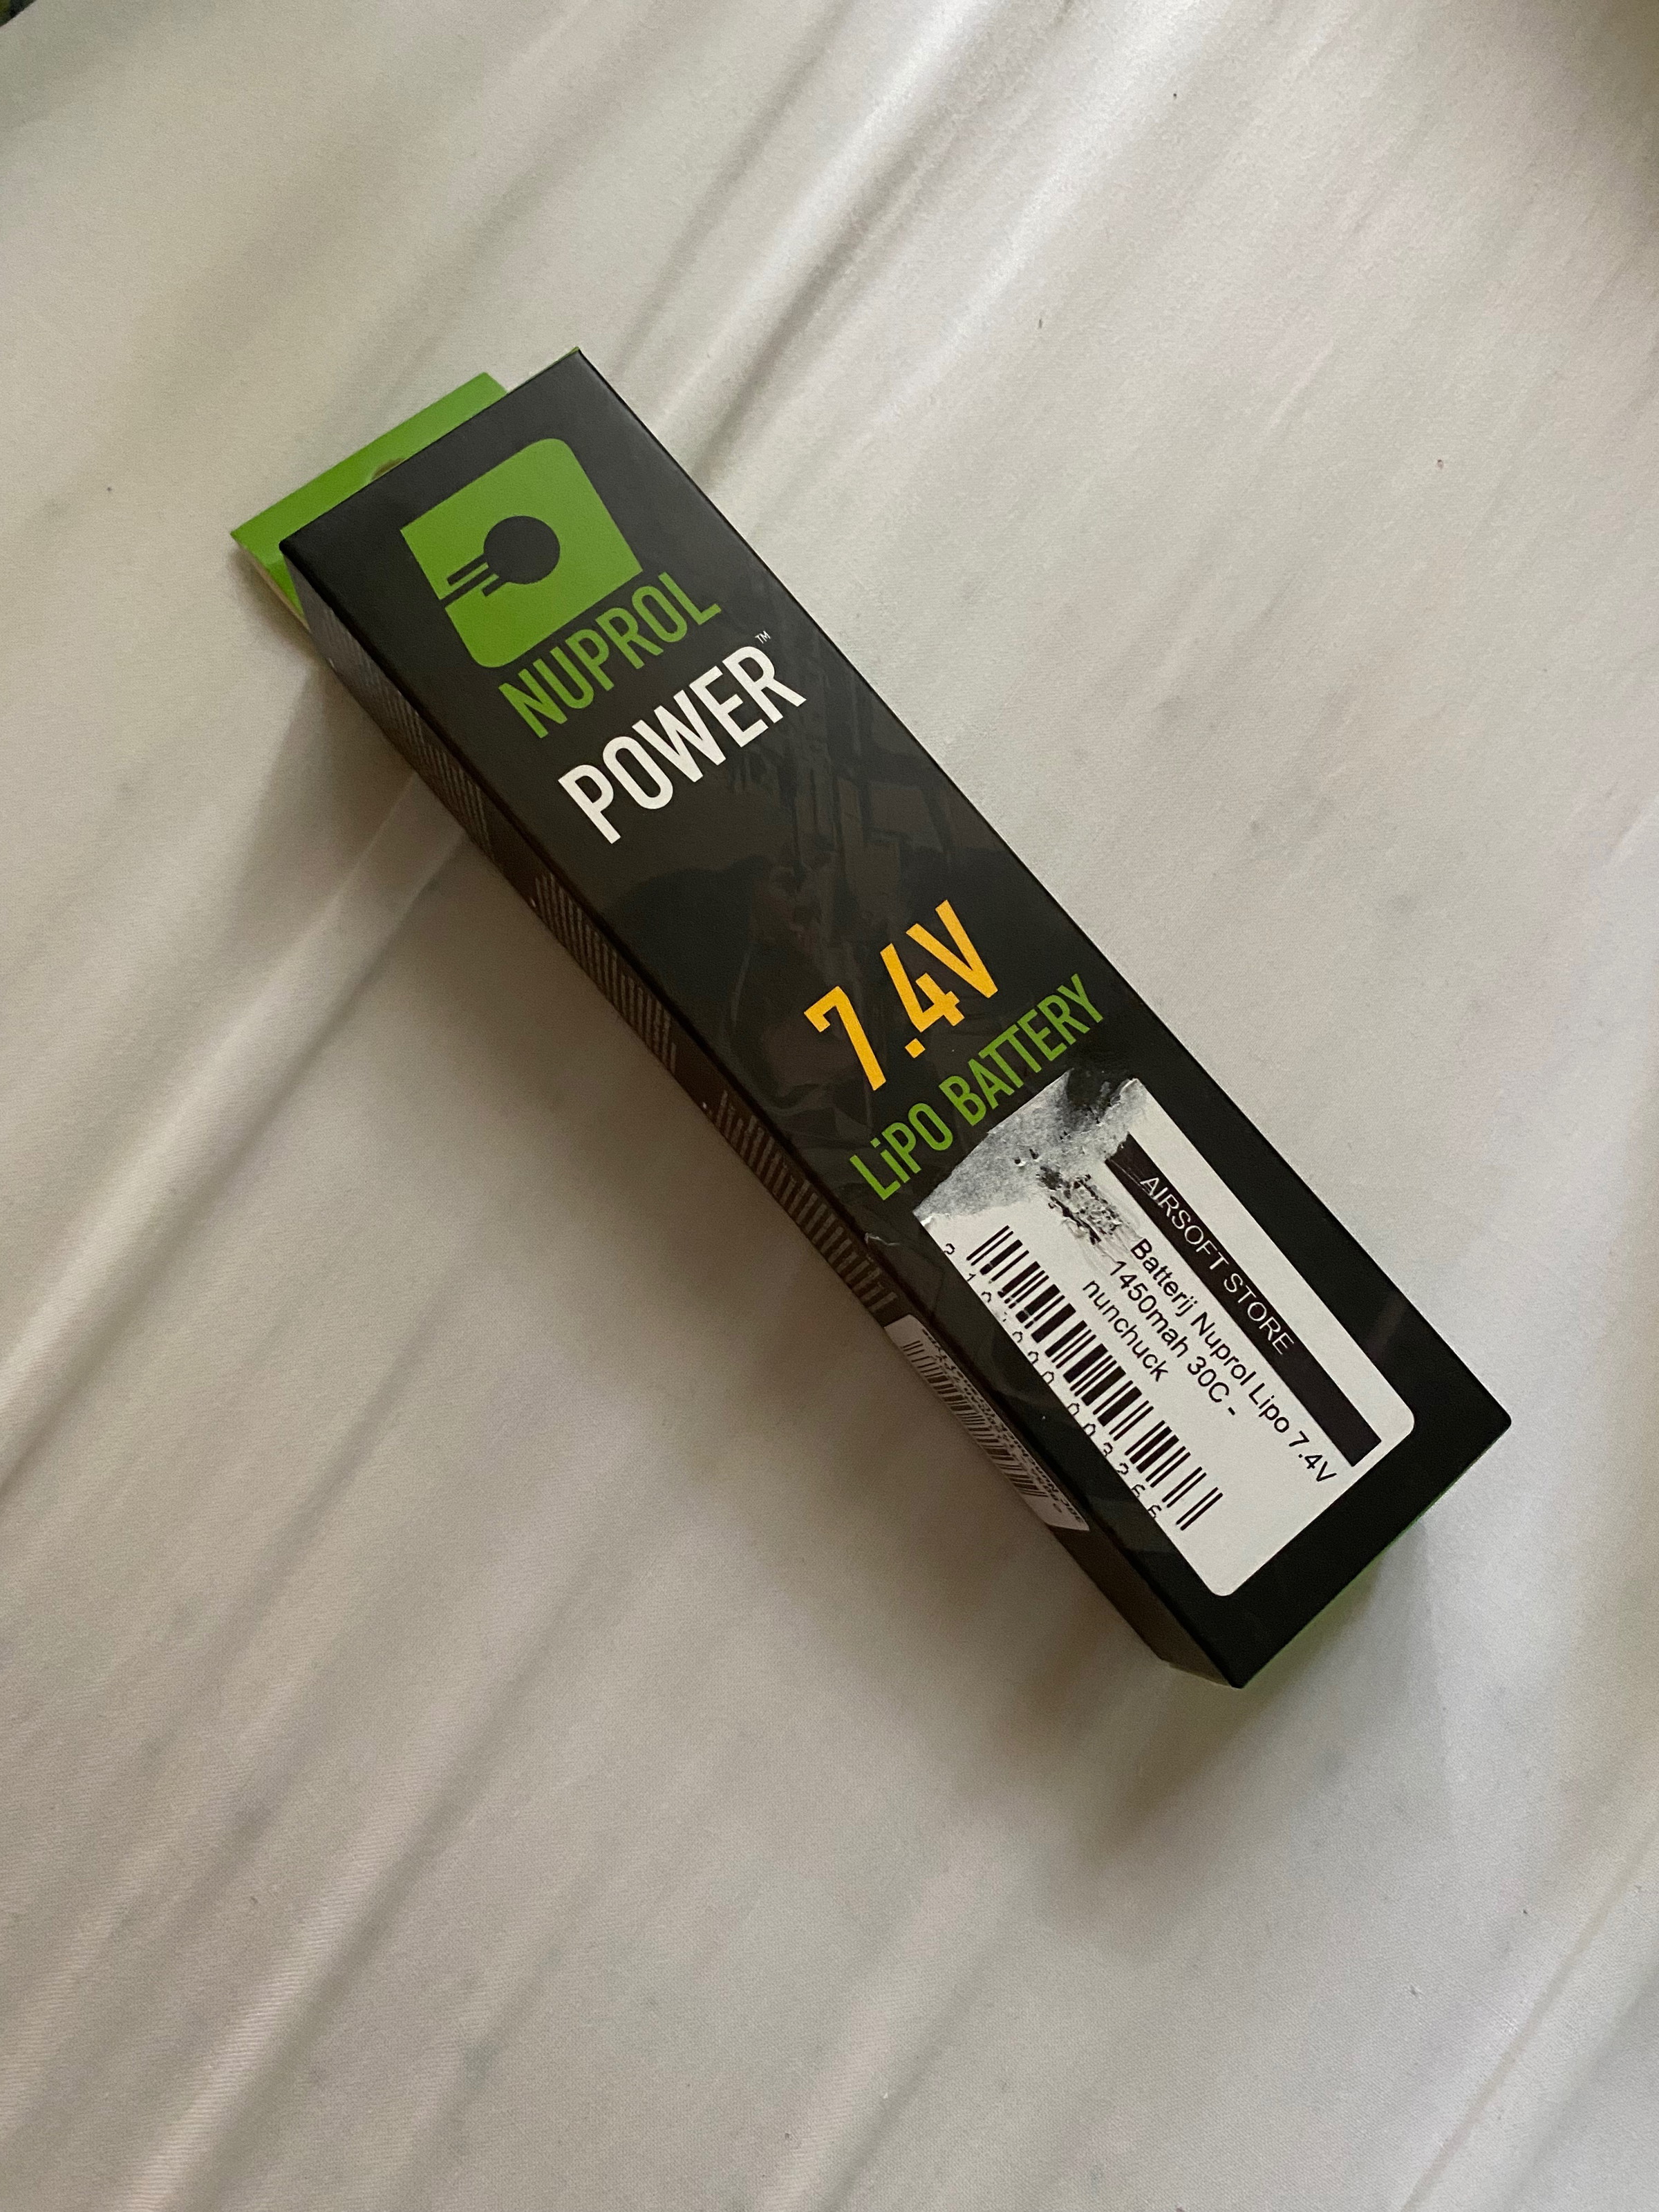 NUPROL
POWER™
7.4V
LiPO BATTERY
AIRSOFT STORE
Batterij Nuprol Lipo 7.4V
1450mah 30C -
nunchuck